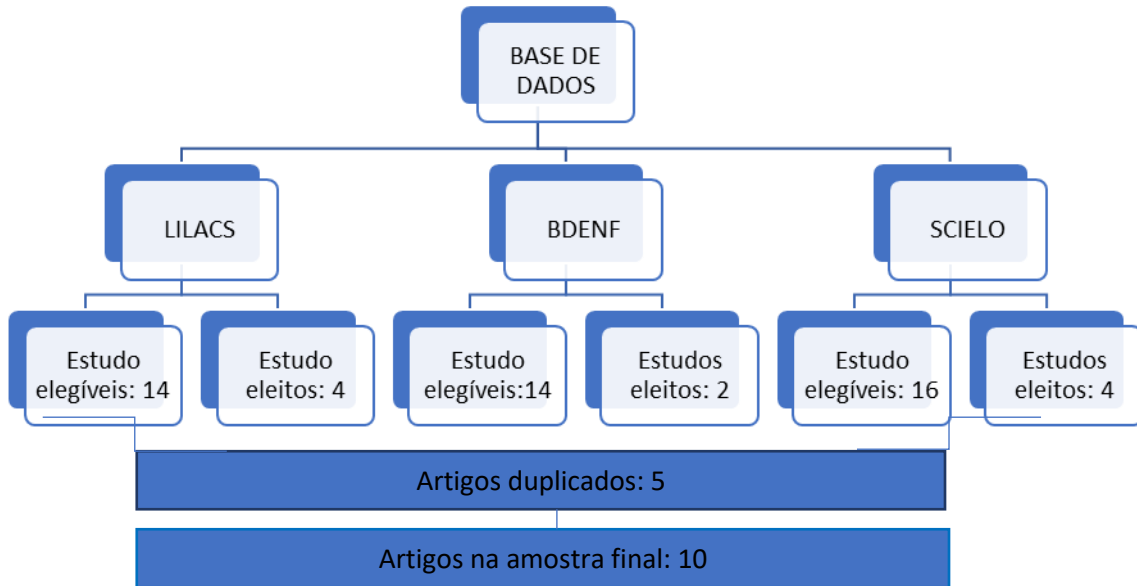 BASE DE
DADOS
LILACS
BDENF
SCIELO
Estudo
elegíveis: 14
Estudo
eleitos: 4
Estudo
elegíveis:14
Estudos
eleitos: 2
Estudo
elegíveis: 16
Estudos
eleitos: 4
Artigos duplicados: 5
Artigos na amostra final: 10